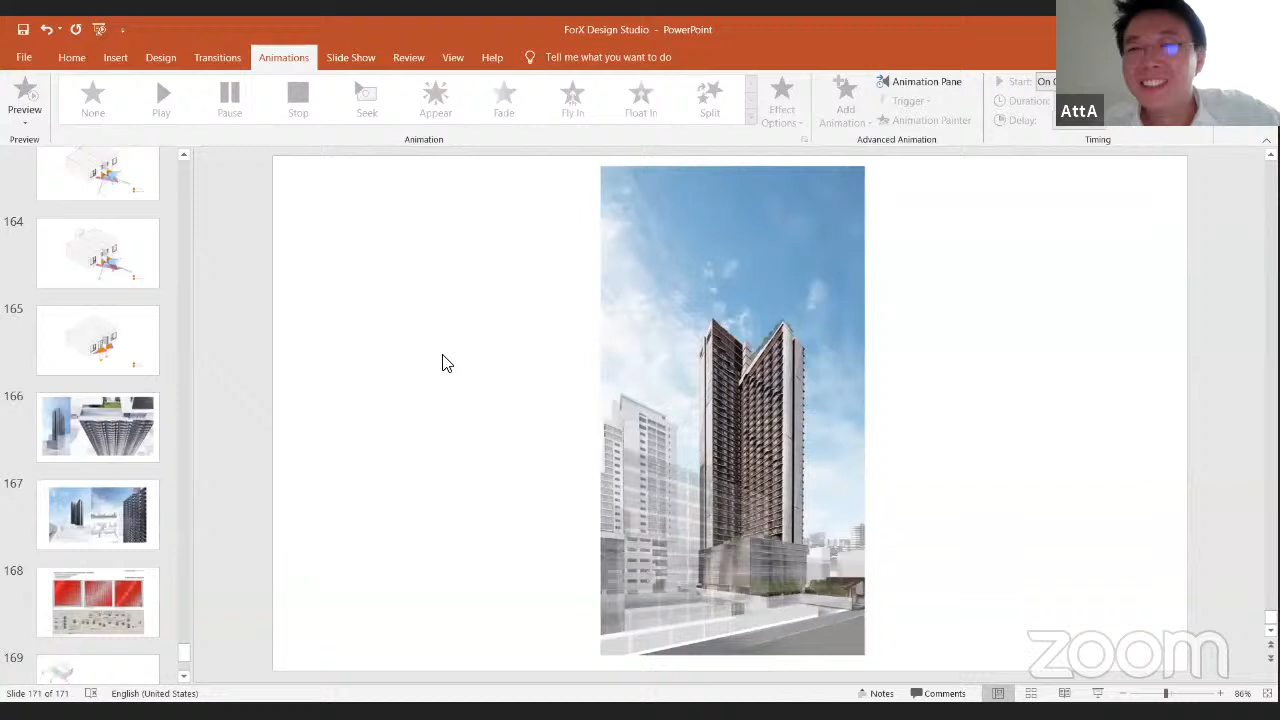 ForX Design Studio - PowerPoint
File Home Insert Design Transitions Animations Slide Show Review View Help Tell me what you want to do
Preview
None Play Pause Stop Seek Appear Fade Fly In Float In Split
Effect Options
Add Animation
Animation Pane
Trigger
Animation Painter
Start: On C
Duration:
Delay:
Preview Animation Advanced Animation Timing
AttA
164
165
166
167
168
169
zoom
Slide 171 of 171 English (United States) Notes Comments 86%